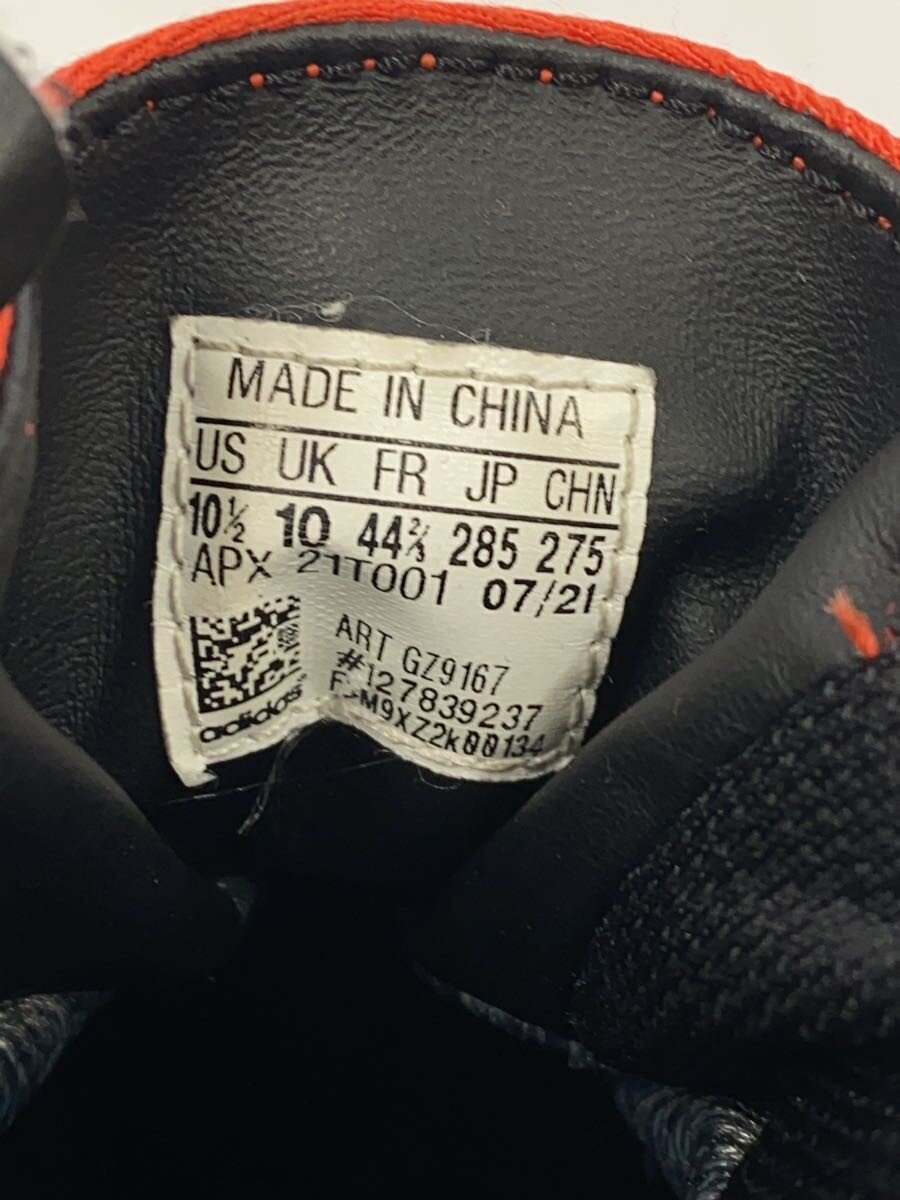 MADE IN CHINA
US UK FR JP CHN
10½ 10 44⅔ 285 275
APX 21T001 07/21
ART GZ9167
#127839237
adidas